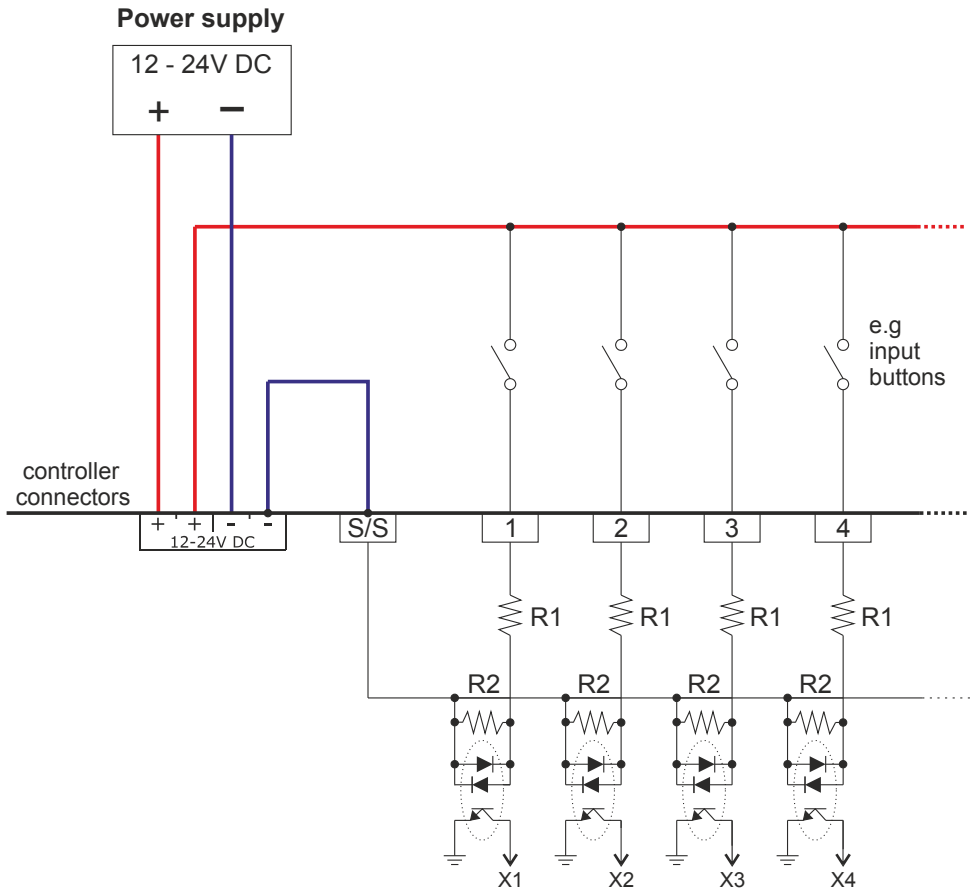 Power supply
12 - 24V DC
+ −
e.g
input
buttons
controller
connectors
+ + - -
12-24V DC
S/S
1 2 3 4
R1 R1 R1 R1
R2 R2 R2 R2
X1 X2 X3 X4